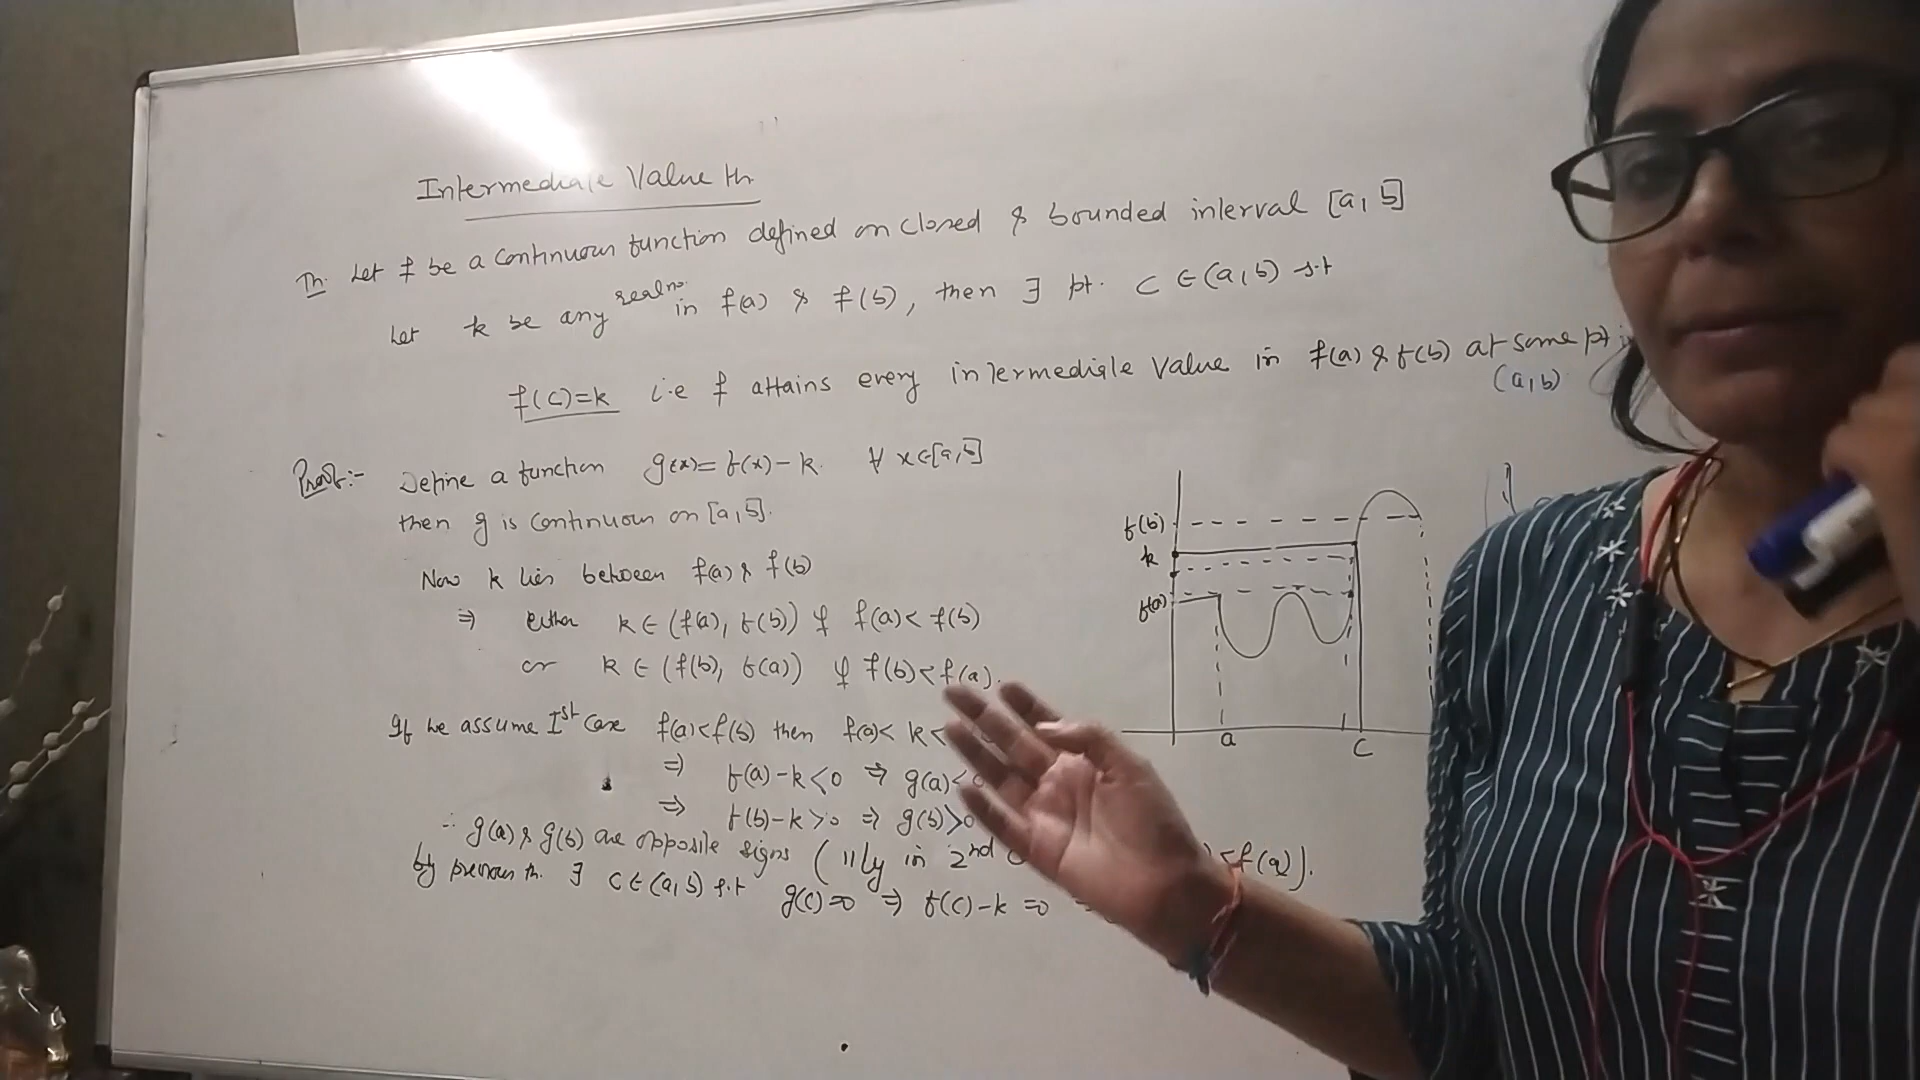 Intermediate Value th.
Th. Let f be a continuous function defined on closed & bounded interval [a, b]
Let k be any real no. in f(a) & f(b), then ∃ pt. C ∈ (a, b) s.t
f(c)=k i.e f attains every intermediate value in f(a) & f(b) at some pt
(a, b)
Proof:- Define a function g(x)= f(x)-k. ∀ x∈[a,b]
then g is continuous on [a, b].
Now k lies between f(a) & f(b)
⇒ either k ∈ (f(a), f(b)) if f(a) < f(b)
or k ∈ (f(b), f(a)) if f(b) < f(a).
If we assume Ist case f(a)<f(b) then f(a)< k <
⇒ f(a)-k<0 ⇒ g(a)<0
⇒ f(b)-k>0 ⇒ g(b)>0
∴ g(a) & g(b) are opposite signs (lly in 2nd <f(a)).
by previous th. ∃ c∈(a, b) s.t g(c)=0 ⇒ f(c)-k=0
f(b)
k
f(a)
a
c